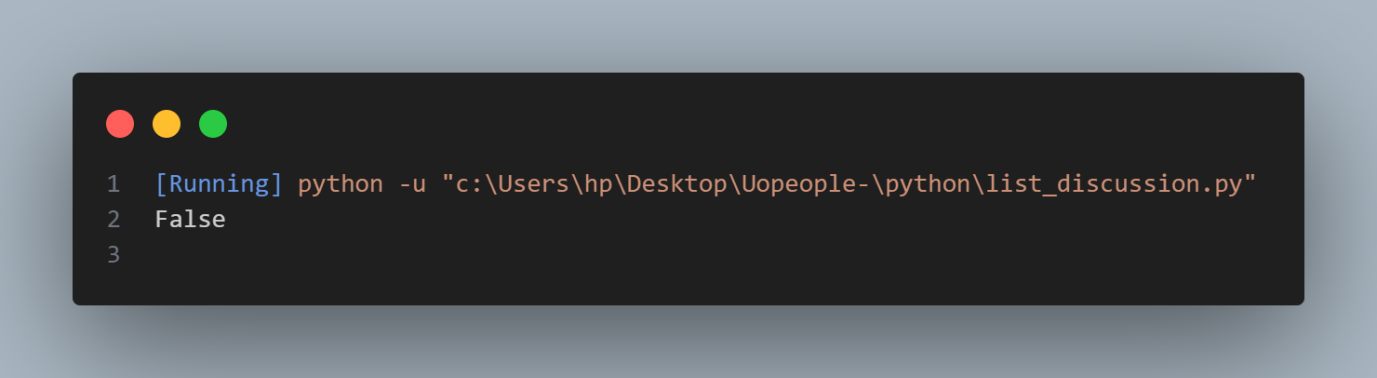 1 [Running] python -u "c:\Users\hp\Desktop\Uopeople-\python\list_discussion.py"
2 False
3